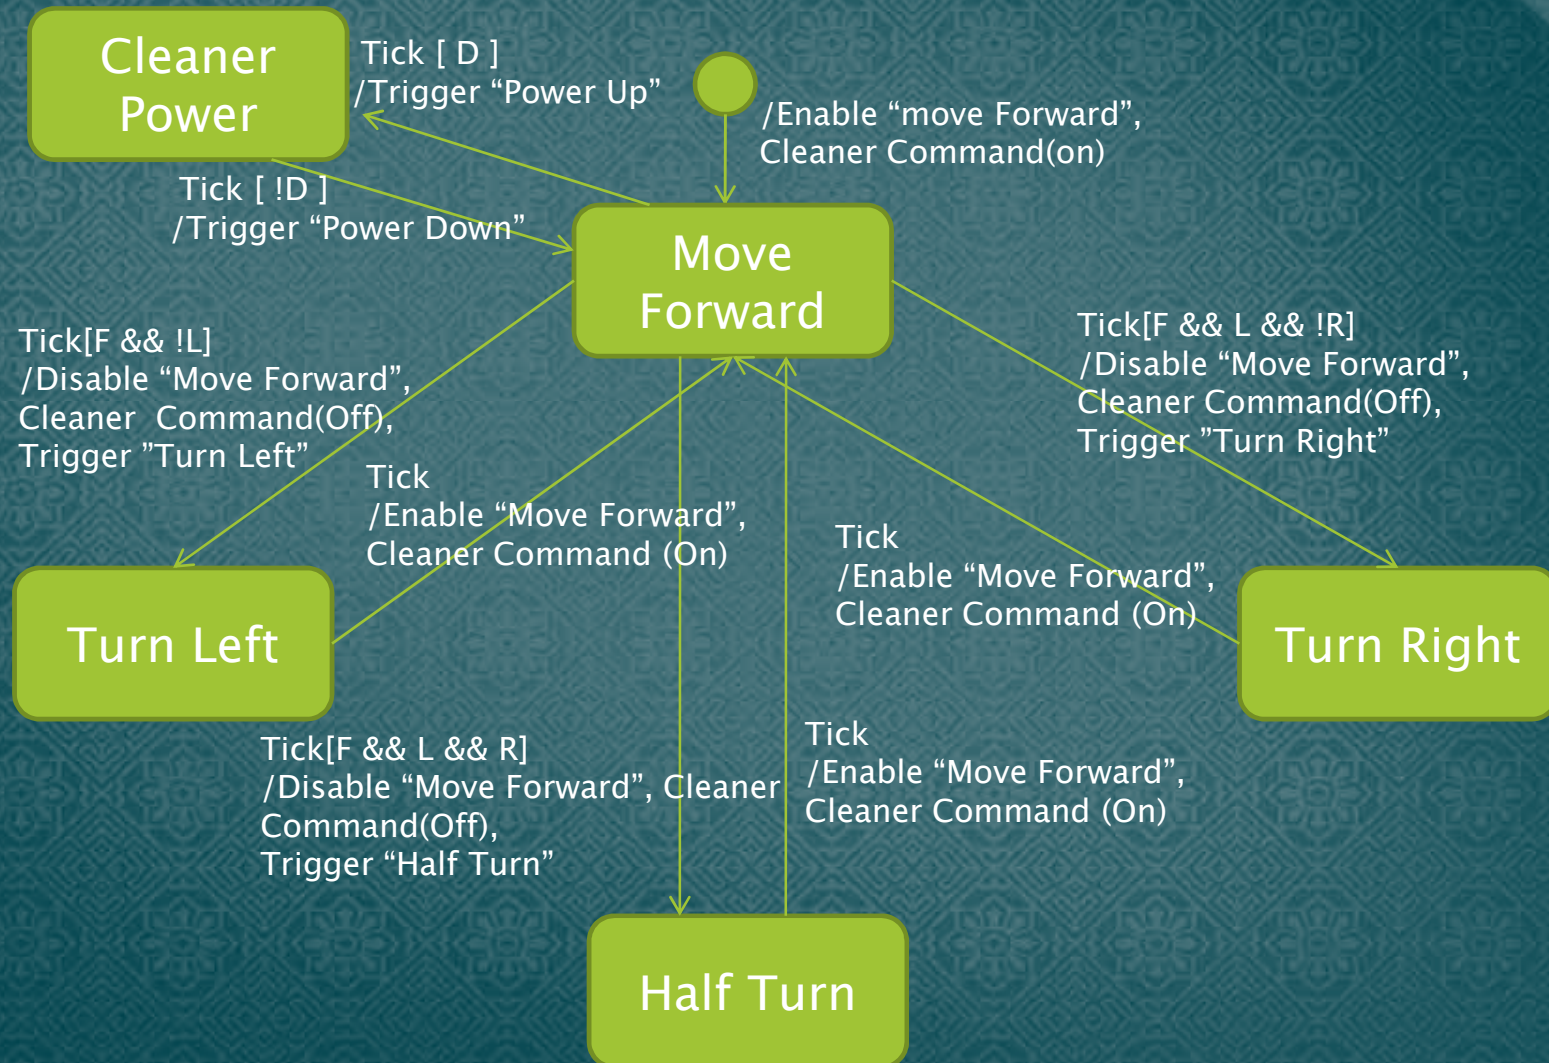 Cleaner
Power
Tick [ D ]
/Trigger “Power Up”
/Enable “move Forward”,
Cleaner Command(on)
Tick [ !D ]
/Trigger “Power Down”
Move
Forward
Tick[F && !L]
/Disable “Move Forward”,
Cleaner  Command(Off),
Trigger ”Turn Left”
Tick[F && L && !R]
/Disable “Move Forward”,
Cleaner Command(Off),
Trigger ”Turn Right”
Tick
/Enable “Move Forward”,
Cleaner Command (On)
Tick
/Enable “Move Forward”,
Cleaner Command (On)
Turn Left
Turn Right
Tick[F && L && R]
/Disable “Move Forward”, Cleaner
Command(Off),
Trigger “Half Turn”
Tick
/Enable “Move Forward”,
Cleaner Command (On)
Half Turn